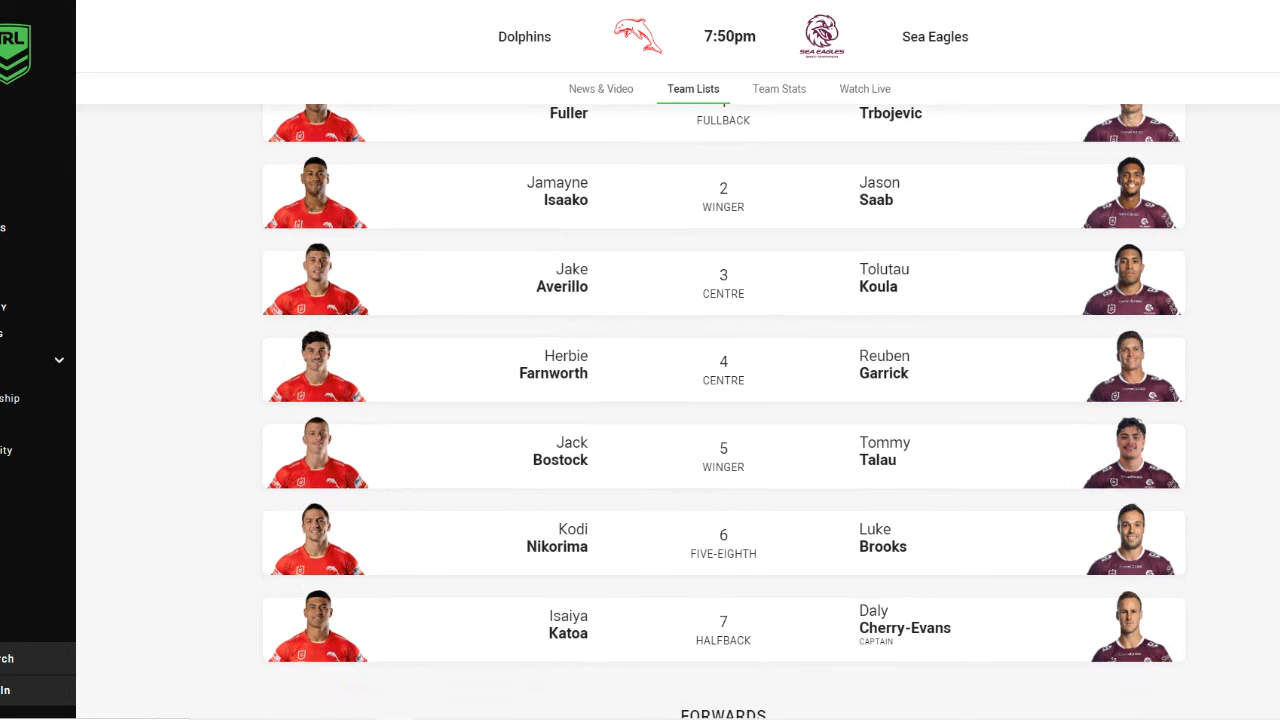 Dolphins
7:50pm
SEA EAGLES
Sea Eagles
News & Video
Team Lists
Team Stats
Watch Live
Fuller
FULLBACK
Trbojevic
Jamayne
Isaako
2
WINGER
Jason
Saab
Jake
Averillo
3
CENTRE
Tolutau
Koula
Herbie
Farnworth
4
CENTRE
Reuben
Garrick
Jack
Bostock
5
WINGER
Tommy
Talau
Kodi
Nikorima
6
FIVE-EIGHTH
Luke
Brooks
Isaiya
Katoa
7
HALFBACK
Daly
Cherry-Evans
CAPTAIN
FORWARDS